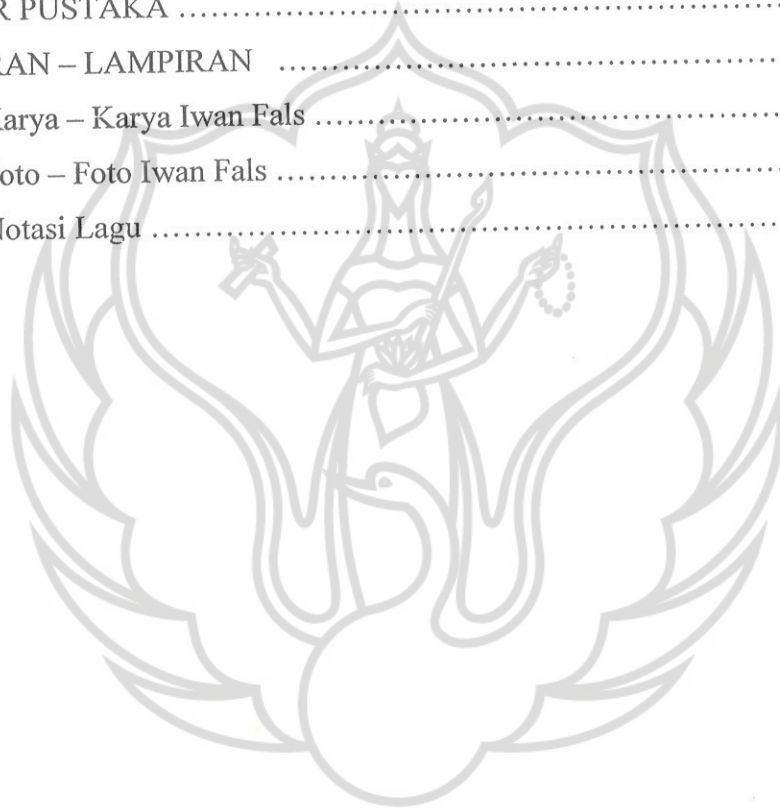 R PUSTAKA ................................................................
RAN – LAMPIRAN ................................................................
Karya – Karya Iwan Fals ................................................................
oto – Foto Iwan Fals ................................................................
Notasi Lagu ................................................................